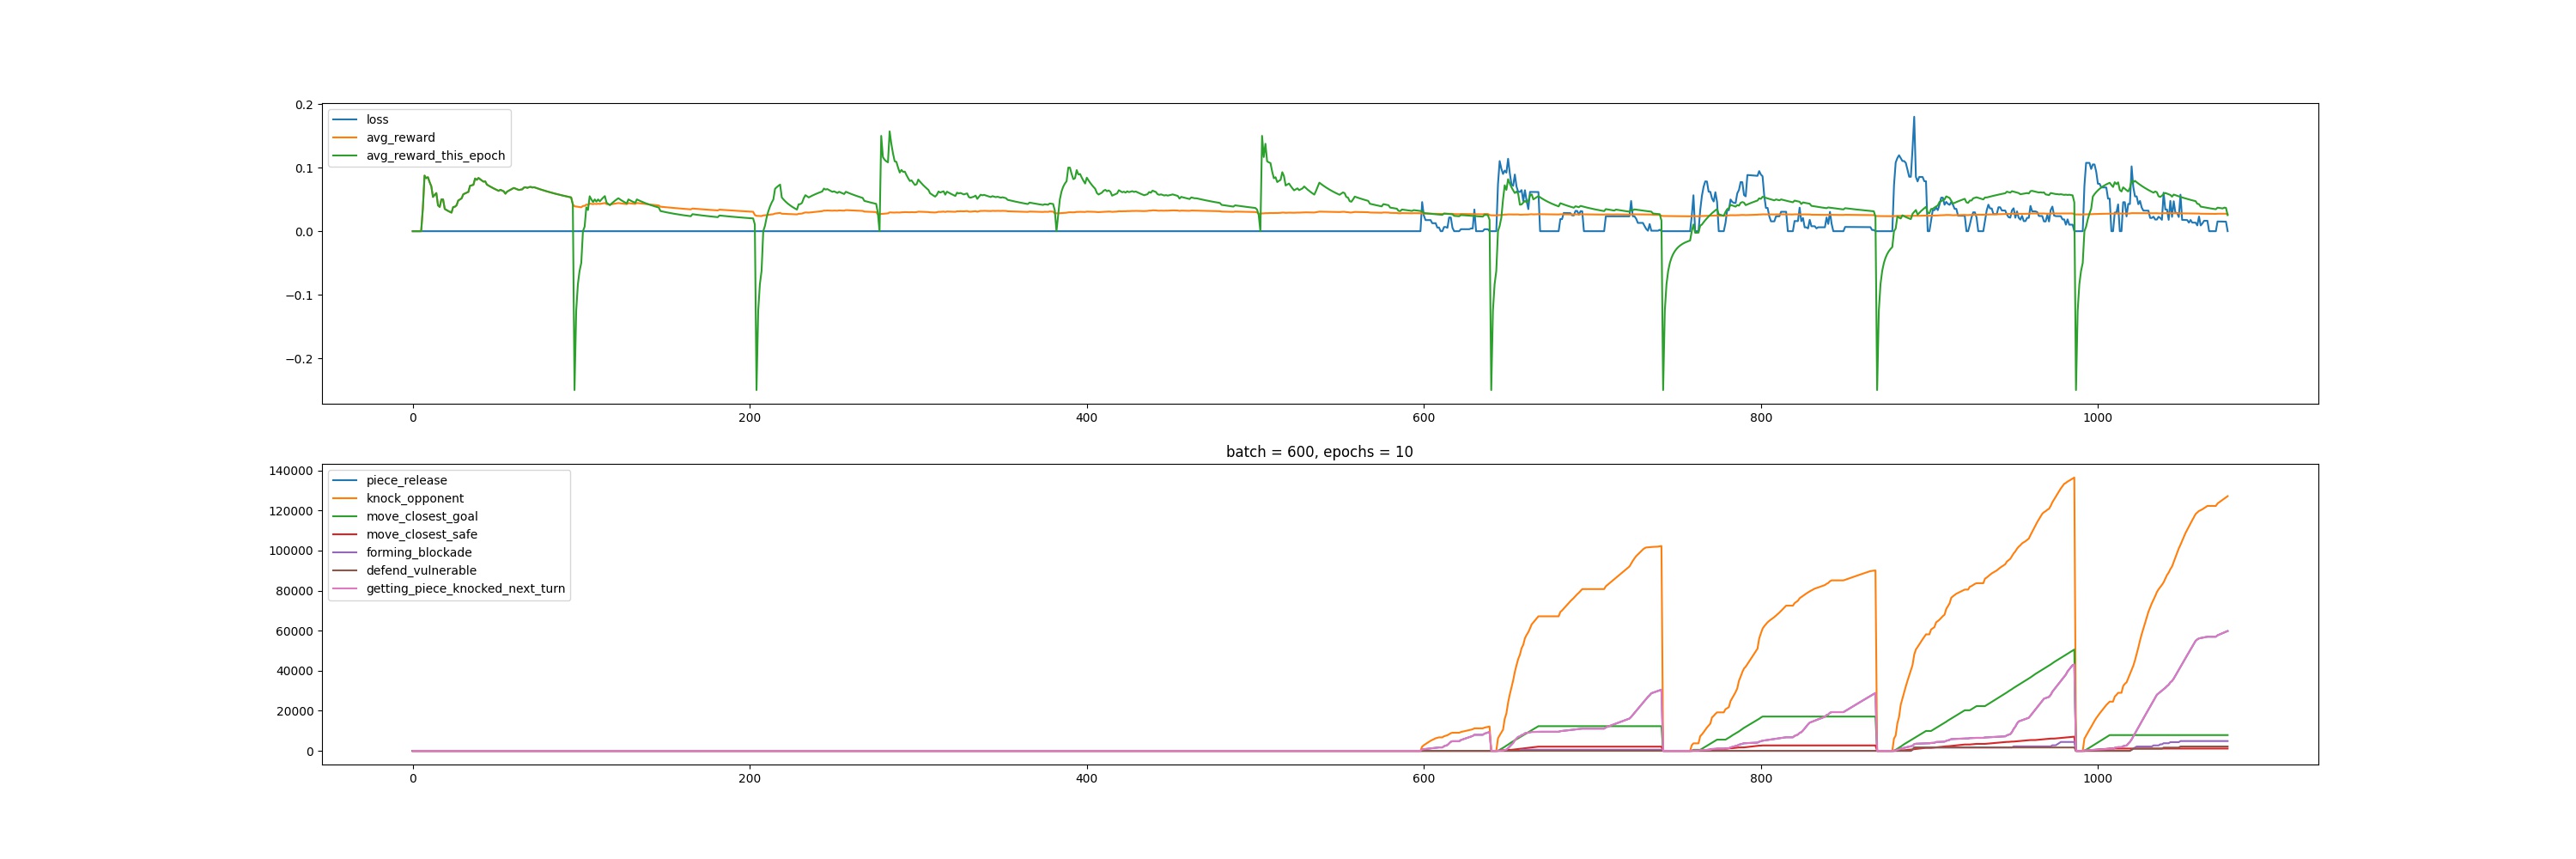 0.2
0.1
0.0
−0.1
−0.2
loss
avg_reward
avg_reward_this_epoch
0 200 400 600 800 1000
batch = 600, epochs = 10
140000
120000
100000
80000
60000
40000
20000
0
piece_release
knock_opponent
move_closest_goal
move_closest_safe
forming_blockade
defend_vulnerable
getting_piece_knocked_next_turn
0 200 400 600 800 1000